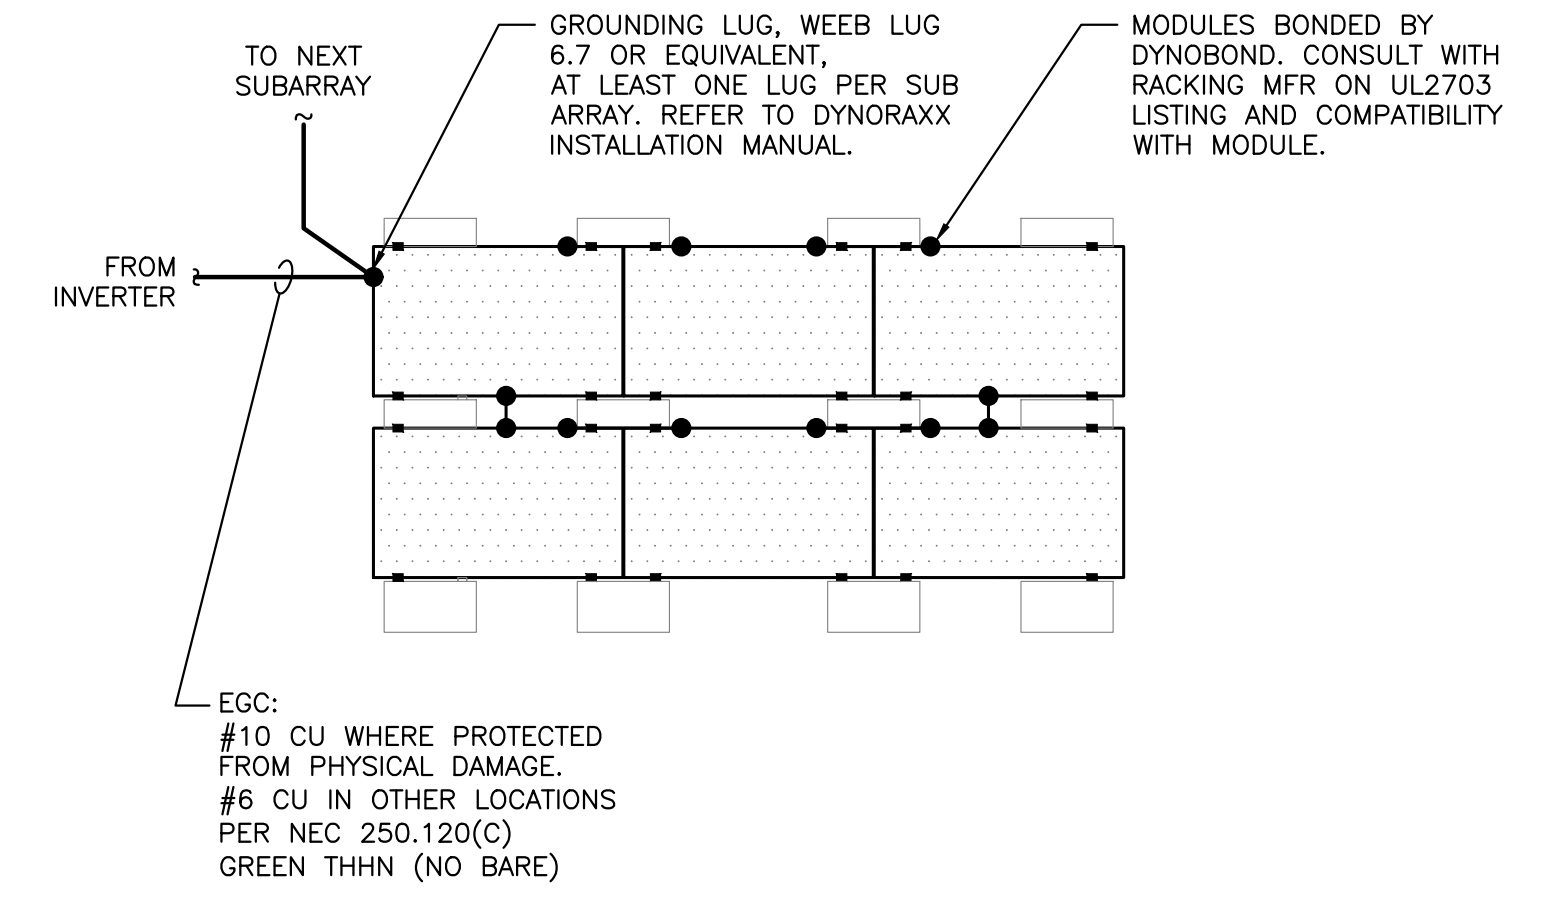 TO NEXT
SUBARRAY
GROUNDING LUG, WEEB LUG
6.7 OR EQUIVALENT,
AT LEAST ONE LUG PER SUB
ARRAY. REFER TO DYNORAXX
INSTALLATION MANUAL.
MODULES BONDED BY
DYNOBOND. CONSULT WITH
RACKING MFR ON UL2703
LISTING AND COMPATIBILITY
WITH MODULE.
FROM
INVERTER
EGC:
#10 CU WHERE PROTECTED
FROM PHYSICAL DAMAGE.
#6 CU IN OTHER LOCATIONS
PER NEC 250.120(C)
GREEN THHN (NO BARE)